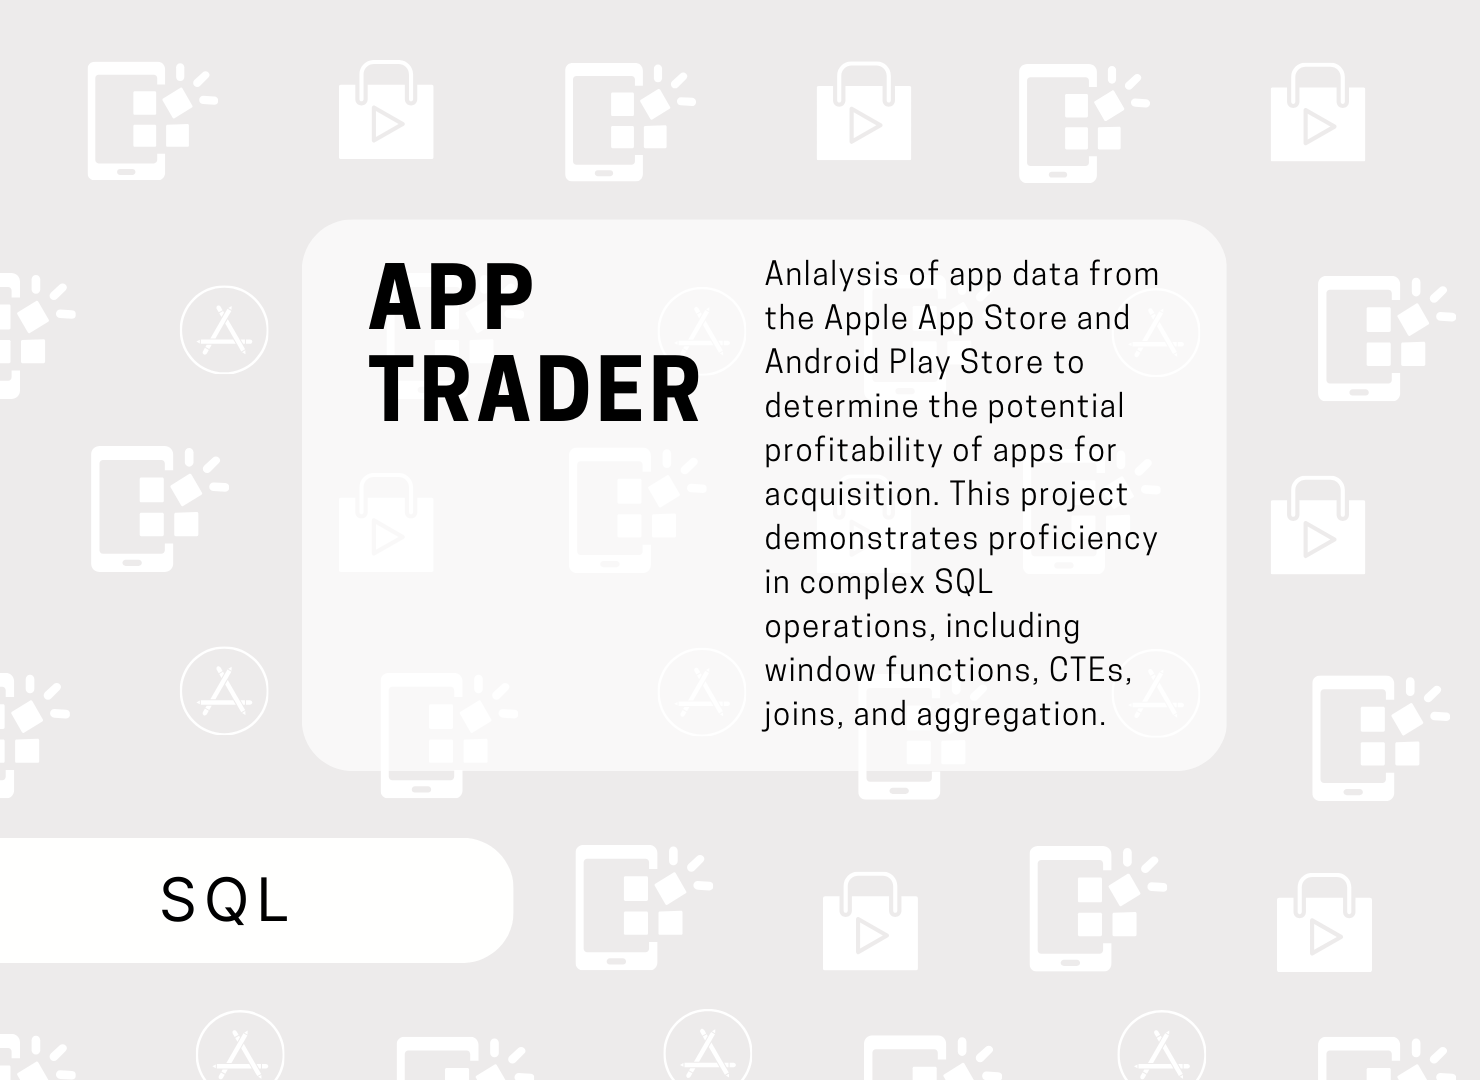 APP
TRADER
Anlalysis of app data from
the Apple App Store and
Android Play Store to
determine the potential
profitability of apps for
acquisition. This project
demonstrates proficiency
in complex SQL
operations, including
window functions, CTEs,
joins, and aggregation.
SQL